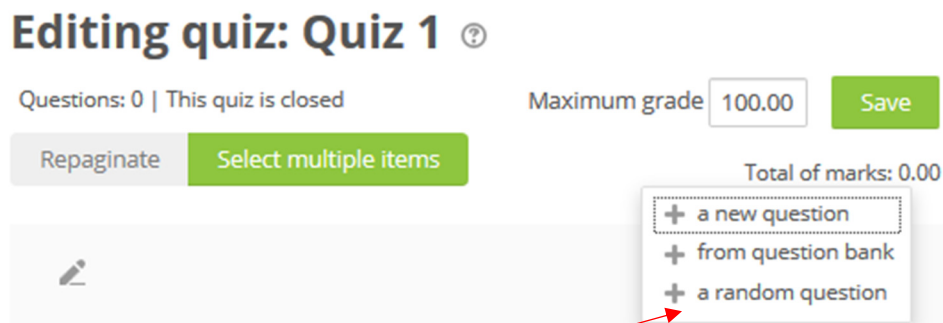 Editing quiz: Quiz 1 ?
Questions: 0 | This quiz is closed
Maximum grade 100.00 Save
Repaginate Select multiple items
Total of marks: 0.00
+ a new question
+ from question bank
+ a random question